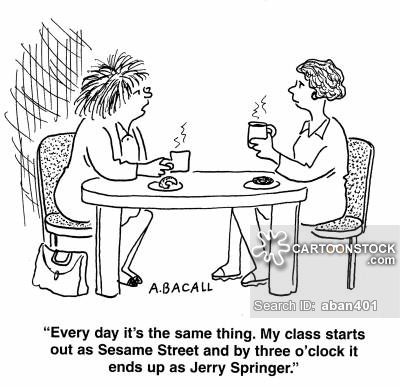 A.BACALL
CARTOONSTOCK
.com
Search ID: aban401
“Every day it’s the same thing. My class starts
out as Sesame Street and by three o’clock it
ends up as Jerry Springer.”